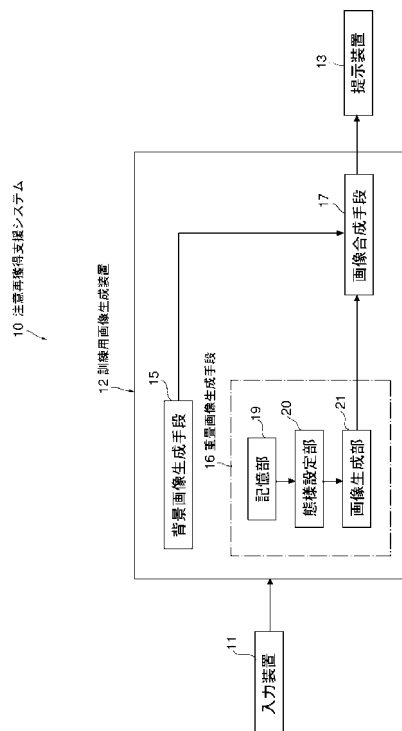 10 注意再獲得支援システム
12 訓練用画像生成装置
15
背景画像生成手段
16 重畳画像生成手段
19
記憶部
20
態様設定部
21
画像生成部
17
画像合成手段
11
入力装置
13
提示装置